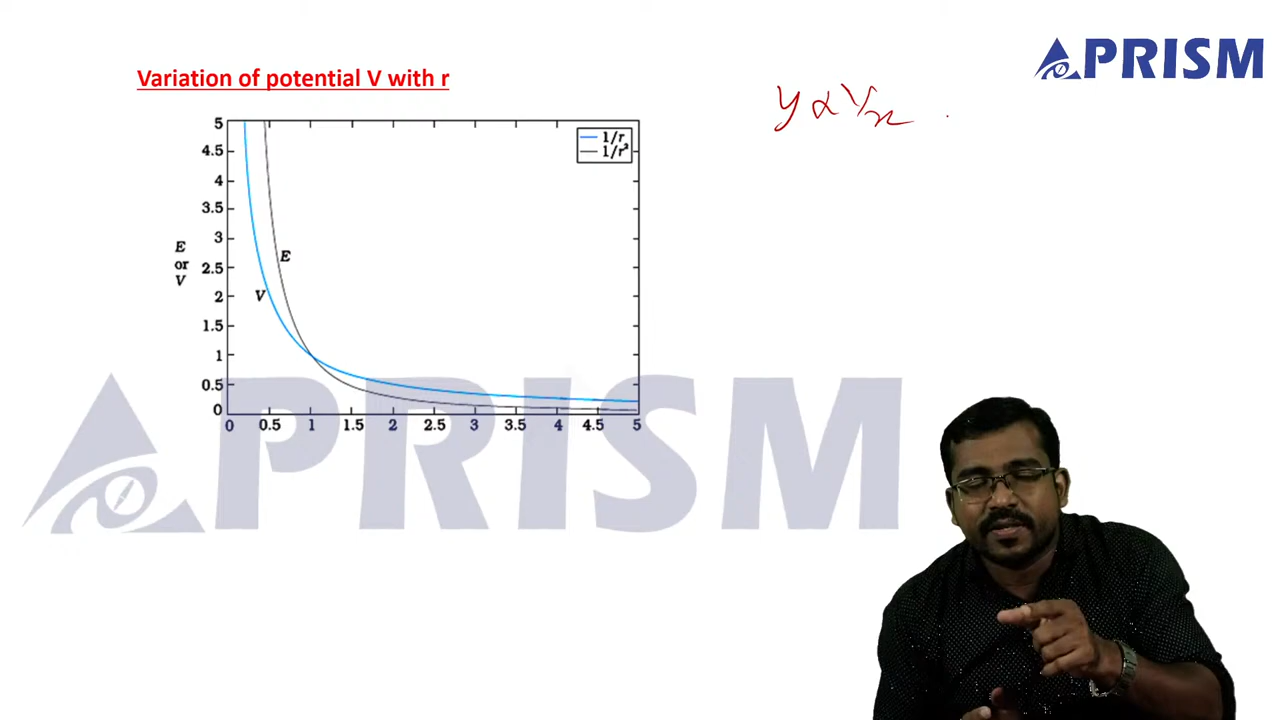 PRISM
Variation of potential V with r
y ∝ 1/x
5
4.5
4
3.5
3
2.5
2
1.5
1
0.5
0
E
or
V
1/r
1/r²
E
V
0 0.5 1 1.5 2 2.5 3 3.5 4 4.5 5
PRISM